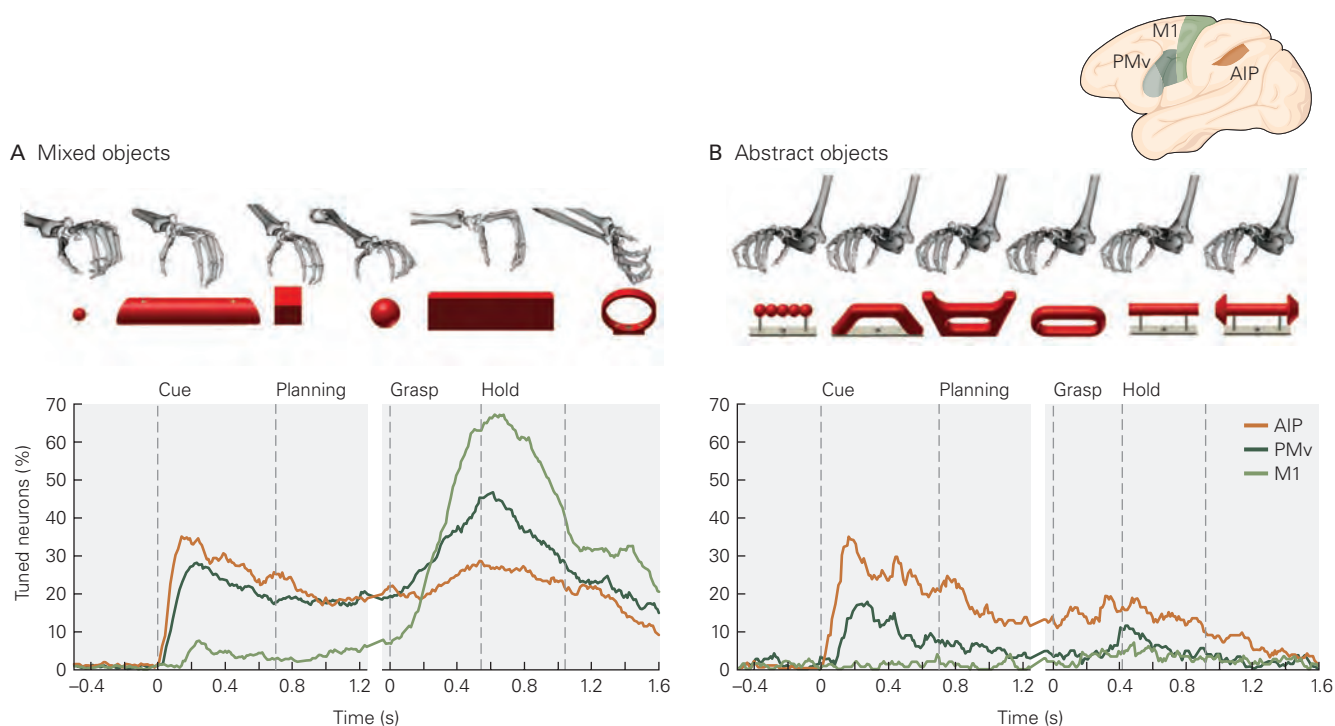 M1
PMv
AIP
A Mixed objects
B Abstract objects
Cue Planning Grasp Hold
70
60
50
40
30
20
10
0
Tuned neurons (%)
−0.4 0 0.4 0.8 1.2 0 0.4 0.8 1.2 1.6
Time (s)
Cue Planning Grasp Hold
AIP
PMv
M1
70
60
50
40
30
20
10
0
−0.4 0 0.4 0.8 1.2 0 0.4 0.8 1.2 1.6
Time (s)